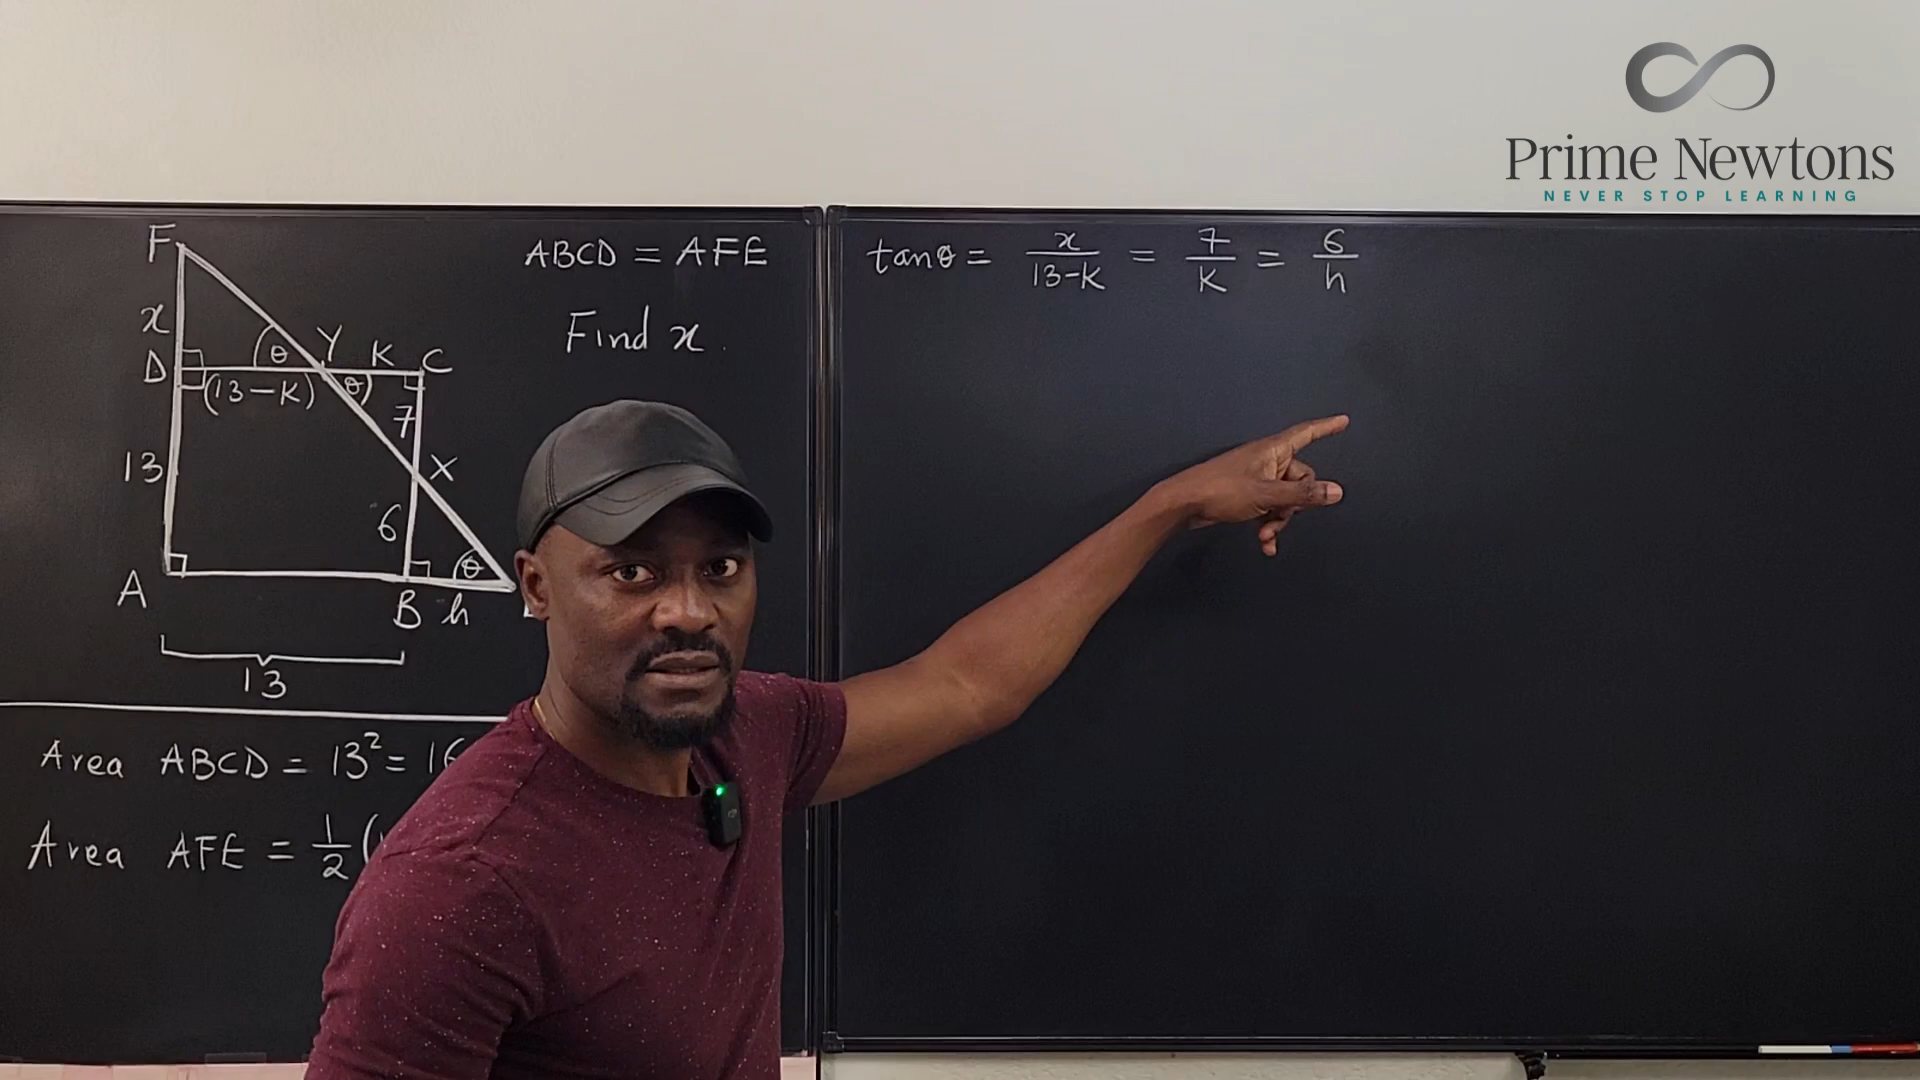 Prime Newtons
NEVER STOP LEARNING
F
x
D
θ
Y
K
C
(13-K)
θ
7
13
X
6
θ
A
B
h
13
ABCD = AFE
Find x.
Area ABCD = 13² = 16
Area AFE = 1/2 (
tanθ = x/(13-K) = 7/K = 6/h